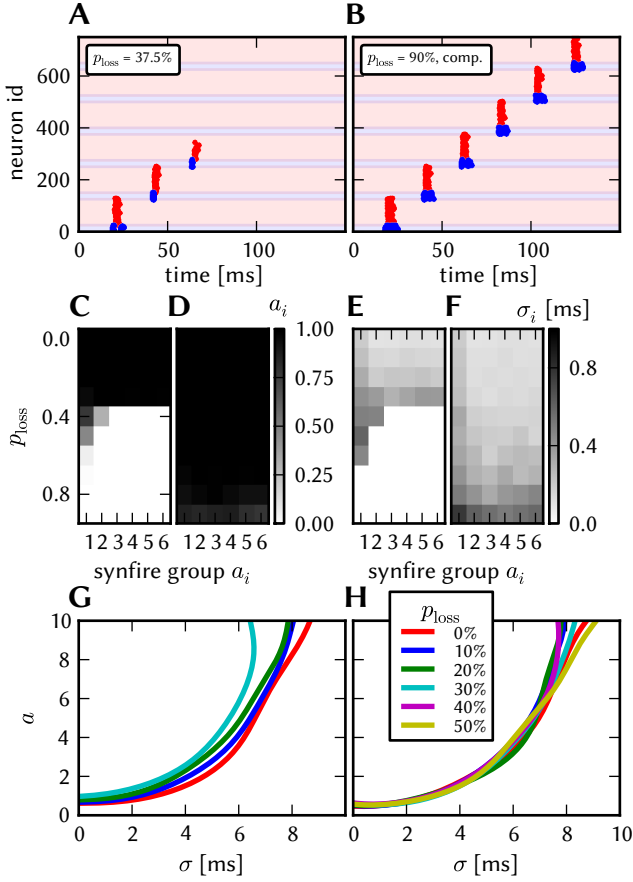 A
B
p_loss = 37.5%
p_loss = 90%, comp.
neuron id
600
400
200
0
0 50 100
0 50 100 150
time [ms]
time [ms]
C D a_i
E F σ_i [ms]
0.0
0.4
0.8
p_loss
1.00
0.75
0.50
0.25
0.00
0.8
0.4
0.0
1 2 3 4 5 6
1 2 3 4 5 6
1 2 3 4 5 6
1 2 3 4 5 6
synfire group a_i
synfire group a_i
G
H
10
8
6
4
2
0
a
p_loss
0%
10%
20%
30%
40%
50%
0 2 4 6 8
0 2 4 6 8 10
σ [ms]
σ [ms]